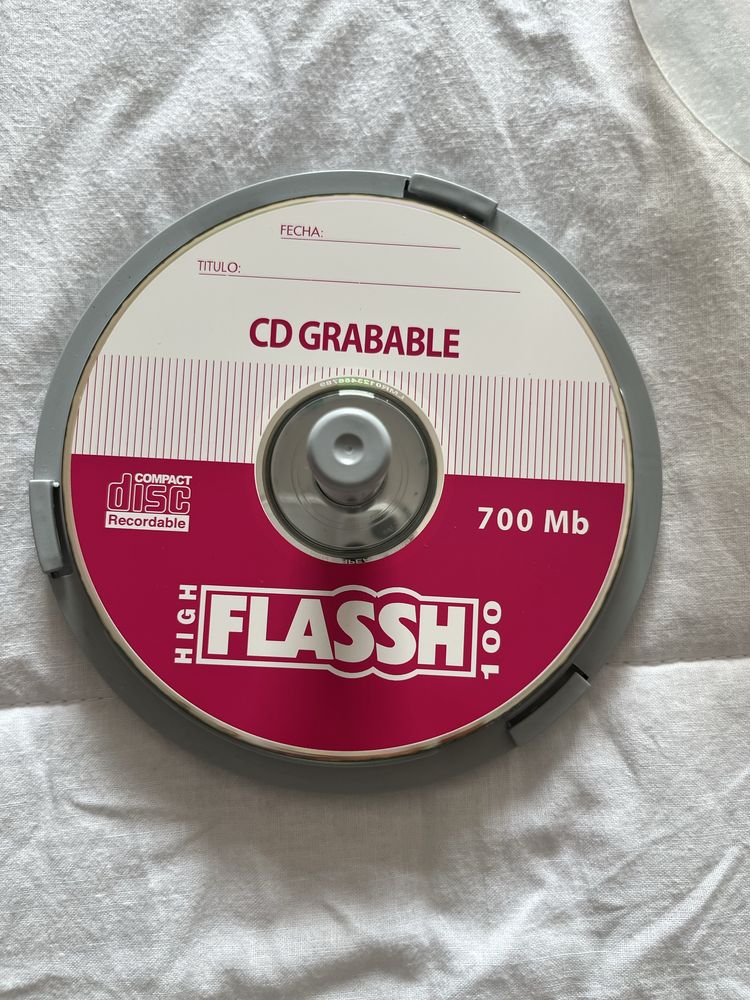 FECHA:
TITULO:
CD GRABABLE
COMPACT
disc
Recordable
700 Mb
HIGH
FLASSH
100